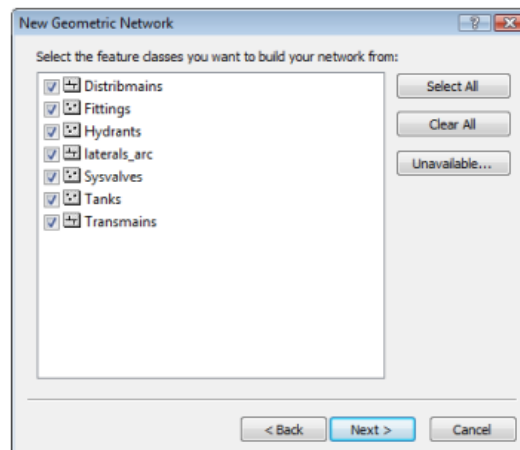 New Geometric Network
Select the feature classes you want to build your network from:
Distribmains
Fittings
Hydrants
laterals_arc
Sysvalves
Tanks
Transmains
Select All
Clear All
Unavailable...
< Back
Next >
Cancel